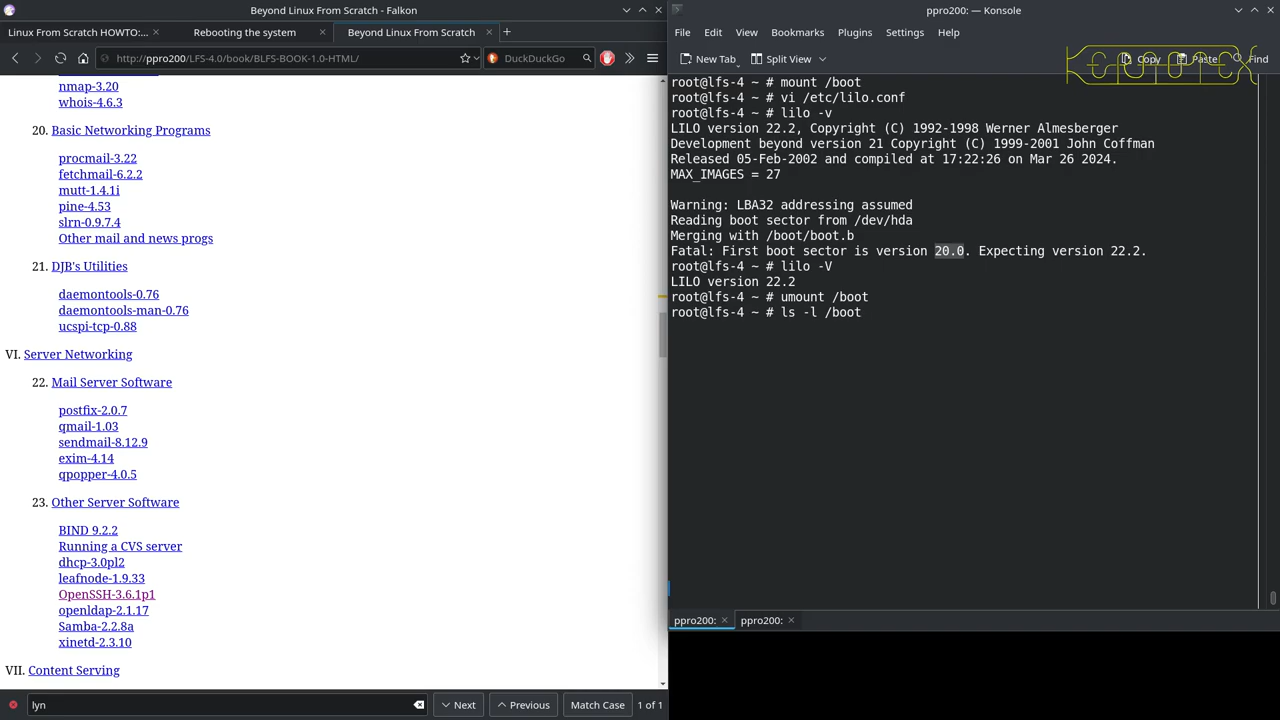 Beyond Linux From Scratch - Falkon
Linux From Scratch HOWTO:...
Rebooting the system
Beyond Linux From Scratch
http://ppro200/LFS-4.0/book/BLFS-BOOK-1.0-HTML/
DuckDuckGo
nmap-3.20
whois-4.6.3
20. Basic Networking Programs
procmail-3.22
fetchmail-6.2.2
mutt-1.4.1i
pine-4.53
slrn-0.9.7.4
Other mail and news progs
21. DJB's Utilities
daemontools-0.76
daemontools-man-0.76
ucspi-tcp-0.88
VI. Server Networking
22. Mail Server Software
postfix-2.0.7
qmail-1.03
sendmail-8.12.9
exim-4.14
qpopper-4.0.5
23. Other Server Software
BIND 9.2.2
Running a CVS server
dhcp-3.0pl2
leafnode-1.9.33
OpenSSH-3.6.1p1
openldap-2.1.17
Samba-2.2.8a
xinetd-2.3.10
VII. Content Serving
lyn
Next
Previous
Match Case
1 of 1
ppro200: — Konsole
File Edit View Bookmarks Plugins Settings Help
New Tab
Split View
Copy
Paste
Find
root@lfs-4 ~ # mount /boot
root@lfs-4 ~ # vi /etc/lilo.conf
root@lfs-4 ~ # lilo -v
LILO version 22.2, Copyright (C) 1992-1998 Werner Almesberger
Development beyond version 21 Copyright (C) 1999-2001 John Coffman
Released 05-Feb-2002 and compiled at 17:22:26 on Mar 26 2024.
MAX_IMAGES = 27
Warning: LBA32 addressing assumed
Reading boot sector from /dev/hda
Merging with /boot/boot.b
Fatal: First boot sector is version 20.0. Expecting version 22.2.
root@lfs-4 ~ # lilo -V
LILO version 22.2
root@lfs-4 ~ # umount /boot
root@lfs-4 ~ # ls -l /boot
ppro200:
ppro200: